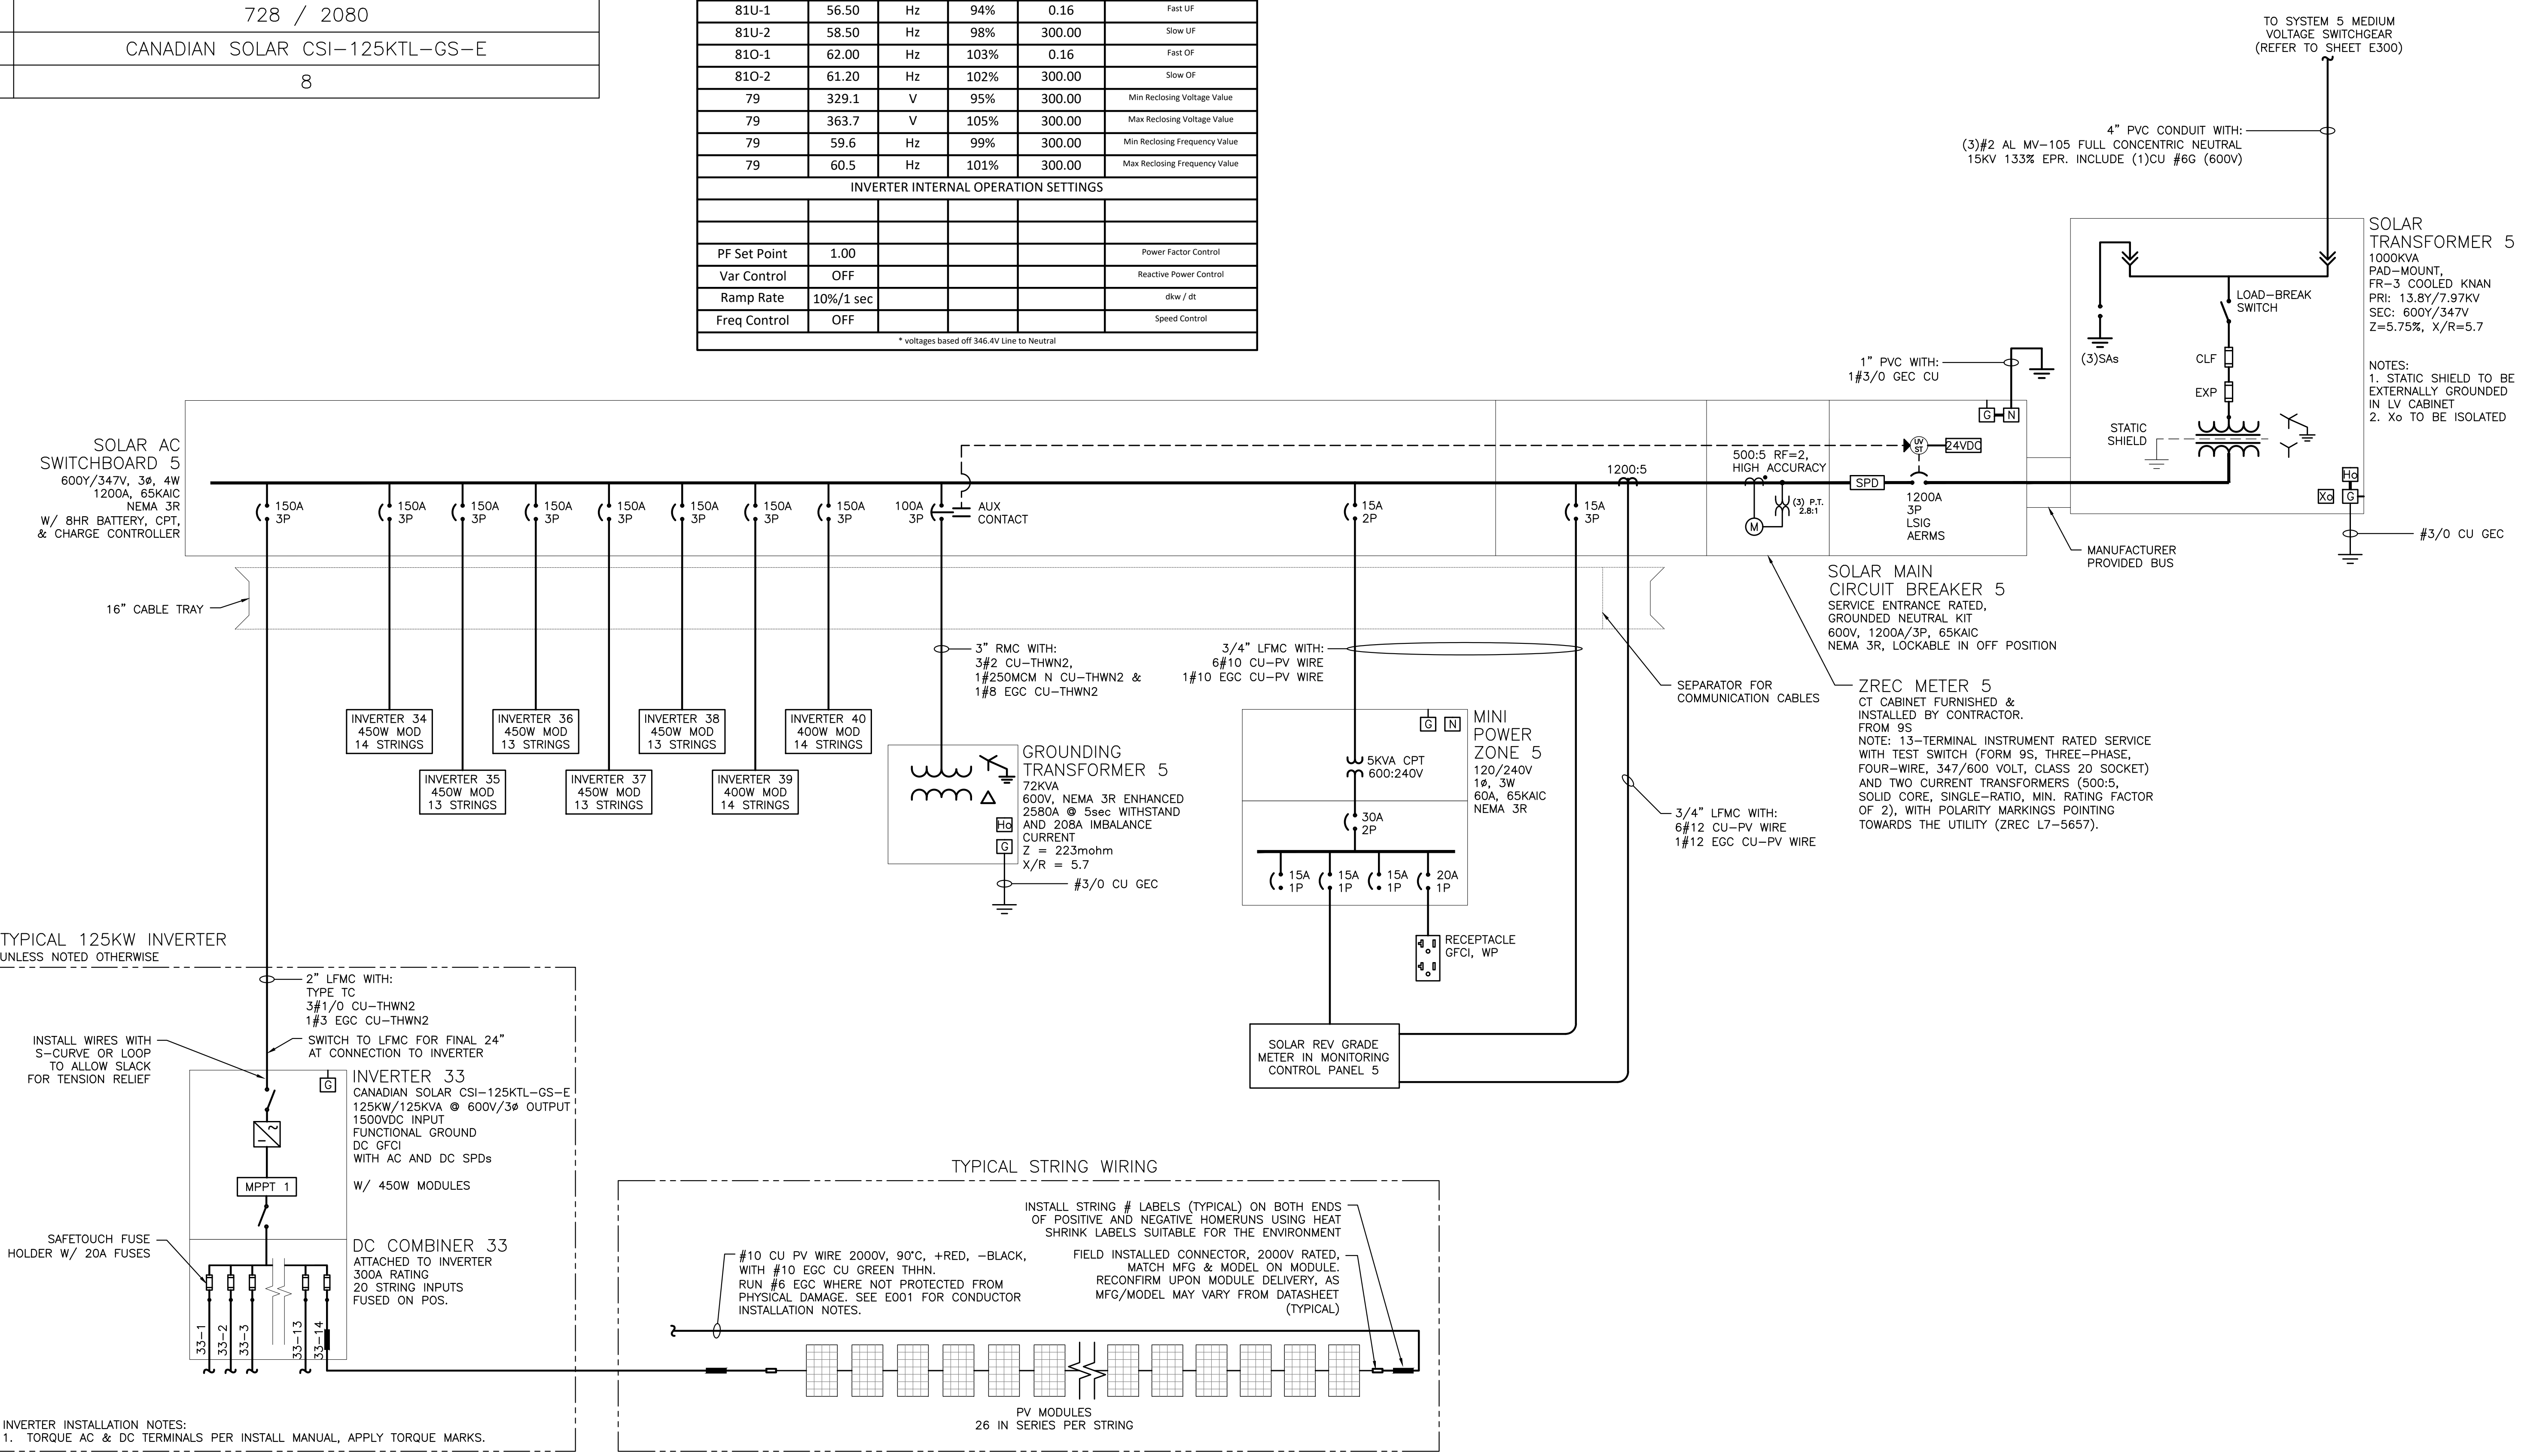 728 / 2080
CANADIAN SOLAR CSI-125KTL-GS-E
8
81U-1 56.50 Hz 94% 0.16 Fast UF
81U-2 58.50 Hz 98% 300.00 Slow UF
81O-1 62.00 Hz 103% 0.16 Fast OF
81O-2 61.20 Hz 102% 300.00 Slow OF
79 329.1 V 95% 300.00 Min Reclosing Voltage Value
79 363.7 V 105% 300.00 Max Reclosing Voltage Value
79 59.6 Hz 99% 300.00 Min Reclosing Frequency Value
79 60.5 Hz 101% 300.00 Max Reclosing Frequency Value
INVERTER INTERNAL OPERATION SETTINGS
PF Set Point 1.00 Power Factor Control
Var Control OFF Reactive Power Control
Ramp Rate 10%/1 sec dkw / dt
Freq Control OFF Speed Control
* voltages based off 346.4V Line to Neutral
TO SYSTEM 5 MEDIUM
VOLTAGE SWITCHGEAR
(REFER TO SHEET E300)
4" PVC CONDUIT WITH:
(3)#2 AL MV-105 FULL CONCENTRIC NEUTRAL
15KV 133% EPR. INCLUDE (1)CU #6G (600V)
SOLAR
TRANSFORMER 5
1000KVA
PAD-MOUNT,
FR-3 COOLED KNAN
PRI: 13.8Y/7.97KV
SEC: 600Y/347V
Z=5.75%, X/R=5.7
NOTES:
1. STATIC SHIELD TO BE
EXTERNALLY GROUNDED
IN LV CABINET
2. Xo TO BE ISOLATED
LOAD-BREAK
SWITCH
(3)SAs
CLF
EXP
STATIC
SHIELD
Ho
Xo G
#3/0 CU GEC
MANUFACTURER
PROVIDED BUS
1" PVC WITH:
1#3/0 GEC CU
G N
UV
ST
24VDC
SOLAR AC
SWITCHBOARD 5
600Y/347V, 3ø, 4W
1200A, 65KAIC
NEMA 3R
W/ 8HR BATTERY, CPT,
& CHARGE CONTROLLER
150A
3P
150A
3P
150A
3P
150A
3P
150A
3P
150A
3P
150A
3P
150A
3P
100A
3P
AUX
CONTACT
15A
2P
15A
3P
1200:5
500:5 RF=2,
HIGH ACCURACY
(3) P.T.
2.8:1
M
SPD
1200A
3P
LSIG
AERMS
16" CABLE TRAY
SOLAR MAIN
CIRCUIT BREAKER 5
SERVICE ENTRANCE RATED,
GROUNDED NEUTRAL KIT
600V, 1200A/3P, 65KAIC
NEMA 3R, LOCKABLE IN OFF POSITION
3" RMC WITH:
3#2 CU-THWN2,
1#250MCM N CU-THWN2 &
1#8 EGC CU-THWN2
3/4" LFMC WITH:
6#10 CU-PV WIRE
1#10 EGC CU-PV WIRE
SEPARATOR FOR
COMMUNICATION CABLES
ZREC METER 5
CT CABINET FURNISHED &
INSTALLED BY CONTRACTOR.
FROM 9S
NOTE: 13-TERMINAL INSTRUMENT RATED SERVICE
WITH TEST SWITCH (FORM 9S, THREE-PHASE,
FOUR-WIRE, 347/600 VOLT, CLASS 20 SOCKET)
AND TWO CURRENT TRANSFORMERS (500:5,
SOLID CORE, SINGLE-RATIO, MIN. RATING FACTOR
OF 2), WITH POLARITY MARKINGS POINTING
TOWARDS THE UTILITY (ZREC L7-5657).
INVERTER 34
450W MOD
14 STRINGS
INVERTER 36
450W MOD
13 STRINGS
INVERTER 38
450W MOD
13 STRINGS
INVERTER 40
400W MOD
14 STRINGS
INVERTER 35
450W MOD
13 STRINGS
INVERTER 37
450W MOD
13 STRINGS
INVERTER 39
400W MOD
14 STRINGS
GROUNDING
TRANSFORMER 5
72KVA
600V, NEMA 3R ENHANCED
2580A @ 5sec WITHSTAND
AND 208A IMBALANCE
CURRENT
Z = 223mohm
X/R = 5.7
Ho
G
#3/0 CU GEC
G N
MINI
POWER
ZONE 5
120/240V
1ø, 3W
60A, 65KAIC
NEMA 3R
5KVA CPT
600:240V
30A
2P
15A
1P
15A
1P
15A
1P
20A
1P
3/4" LFMC WITH:
6#12 CU-PV WIRE
1#12 EGC CU-PV WIRE
RECEPTACLE
GFCI, WP
SOLAR REV GRADE
METER IN MONITORING
CONTROL PANEL 5
TYPICAL 125KW INVERTER
UNLESS NOTED OTHERWISE
2" LFMC WITH:
TYPE TC
3#1/0 CU-THWN2
1#3 EGC CU-THWN2
INSTALL WIRES WITH
S-CURVE OR LOOP
TO ALLOW SLACK
FOR TENSION RELIEF
SWITCH TO LFMC FOR FINAL 24"
AT CONNECTION TO INVERTER
G
INVERTER 33
CANADIAN SOLAR CSI-125KTL-GS-E
125KW/125KVA @ 600V/3ø OUTPUT
1500VDC INPUT
FUNCTIONAL GROUND
DC GFCI
WITH AC AND DC SPDs
W/ 450W MODULES
MPPT 1
SAFETOUCH FUSE
HOLDER W/ 20A FUSES
DC COMBINER 33
ATTACHED TO INVERTER
300A RATING
20 STRING INPUTS
FUSED ON POS.
33-1
33-2
33-3
33-13
33-14
INVERTER INSTALLATION NOTES:
1. TORQUE AC & DC TERMINALS PER INSTALL MANUAL, APPLY TORQUE MARKS.
TYPICAL STRING WIRING
INSTALL STRING # LABELS (TYPICAL) ON BOTH ENDS
OF POSITIVE AND NEGATIVE HOMERUNS USING HEAT
SHRINK LABELS SUITABLE FOR THE ENVIRONMENT
#10 CU PV WIRE 2000V, 90°C, +RED, -BLACK,
WITH #10 EGC CU GREEN THHN.
RUN #6 EGC WHERE NOT PROTECTED FROM
PHYSICAL DAMAGE. SEE E001 FOR CONDUCTOR
INSTALLATION NOTES.
FIELD INSTALLED CONNECTOR, 2000V RATED,
MATCH MFG & MODEL ON MODULE.
RECONFIRM UPON MODULE DELIVERY, AS
MFG/MODEL MAY VARY FROM DATASHEET
(TYPICAL)
PV MODULES
26 IN SERIES PER STRING